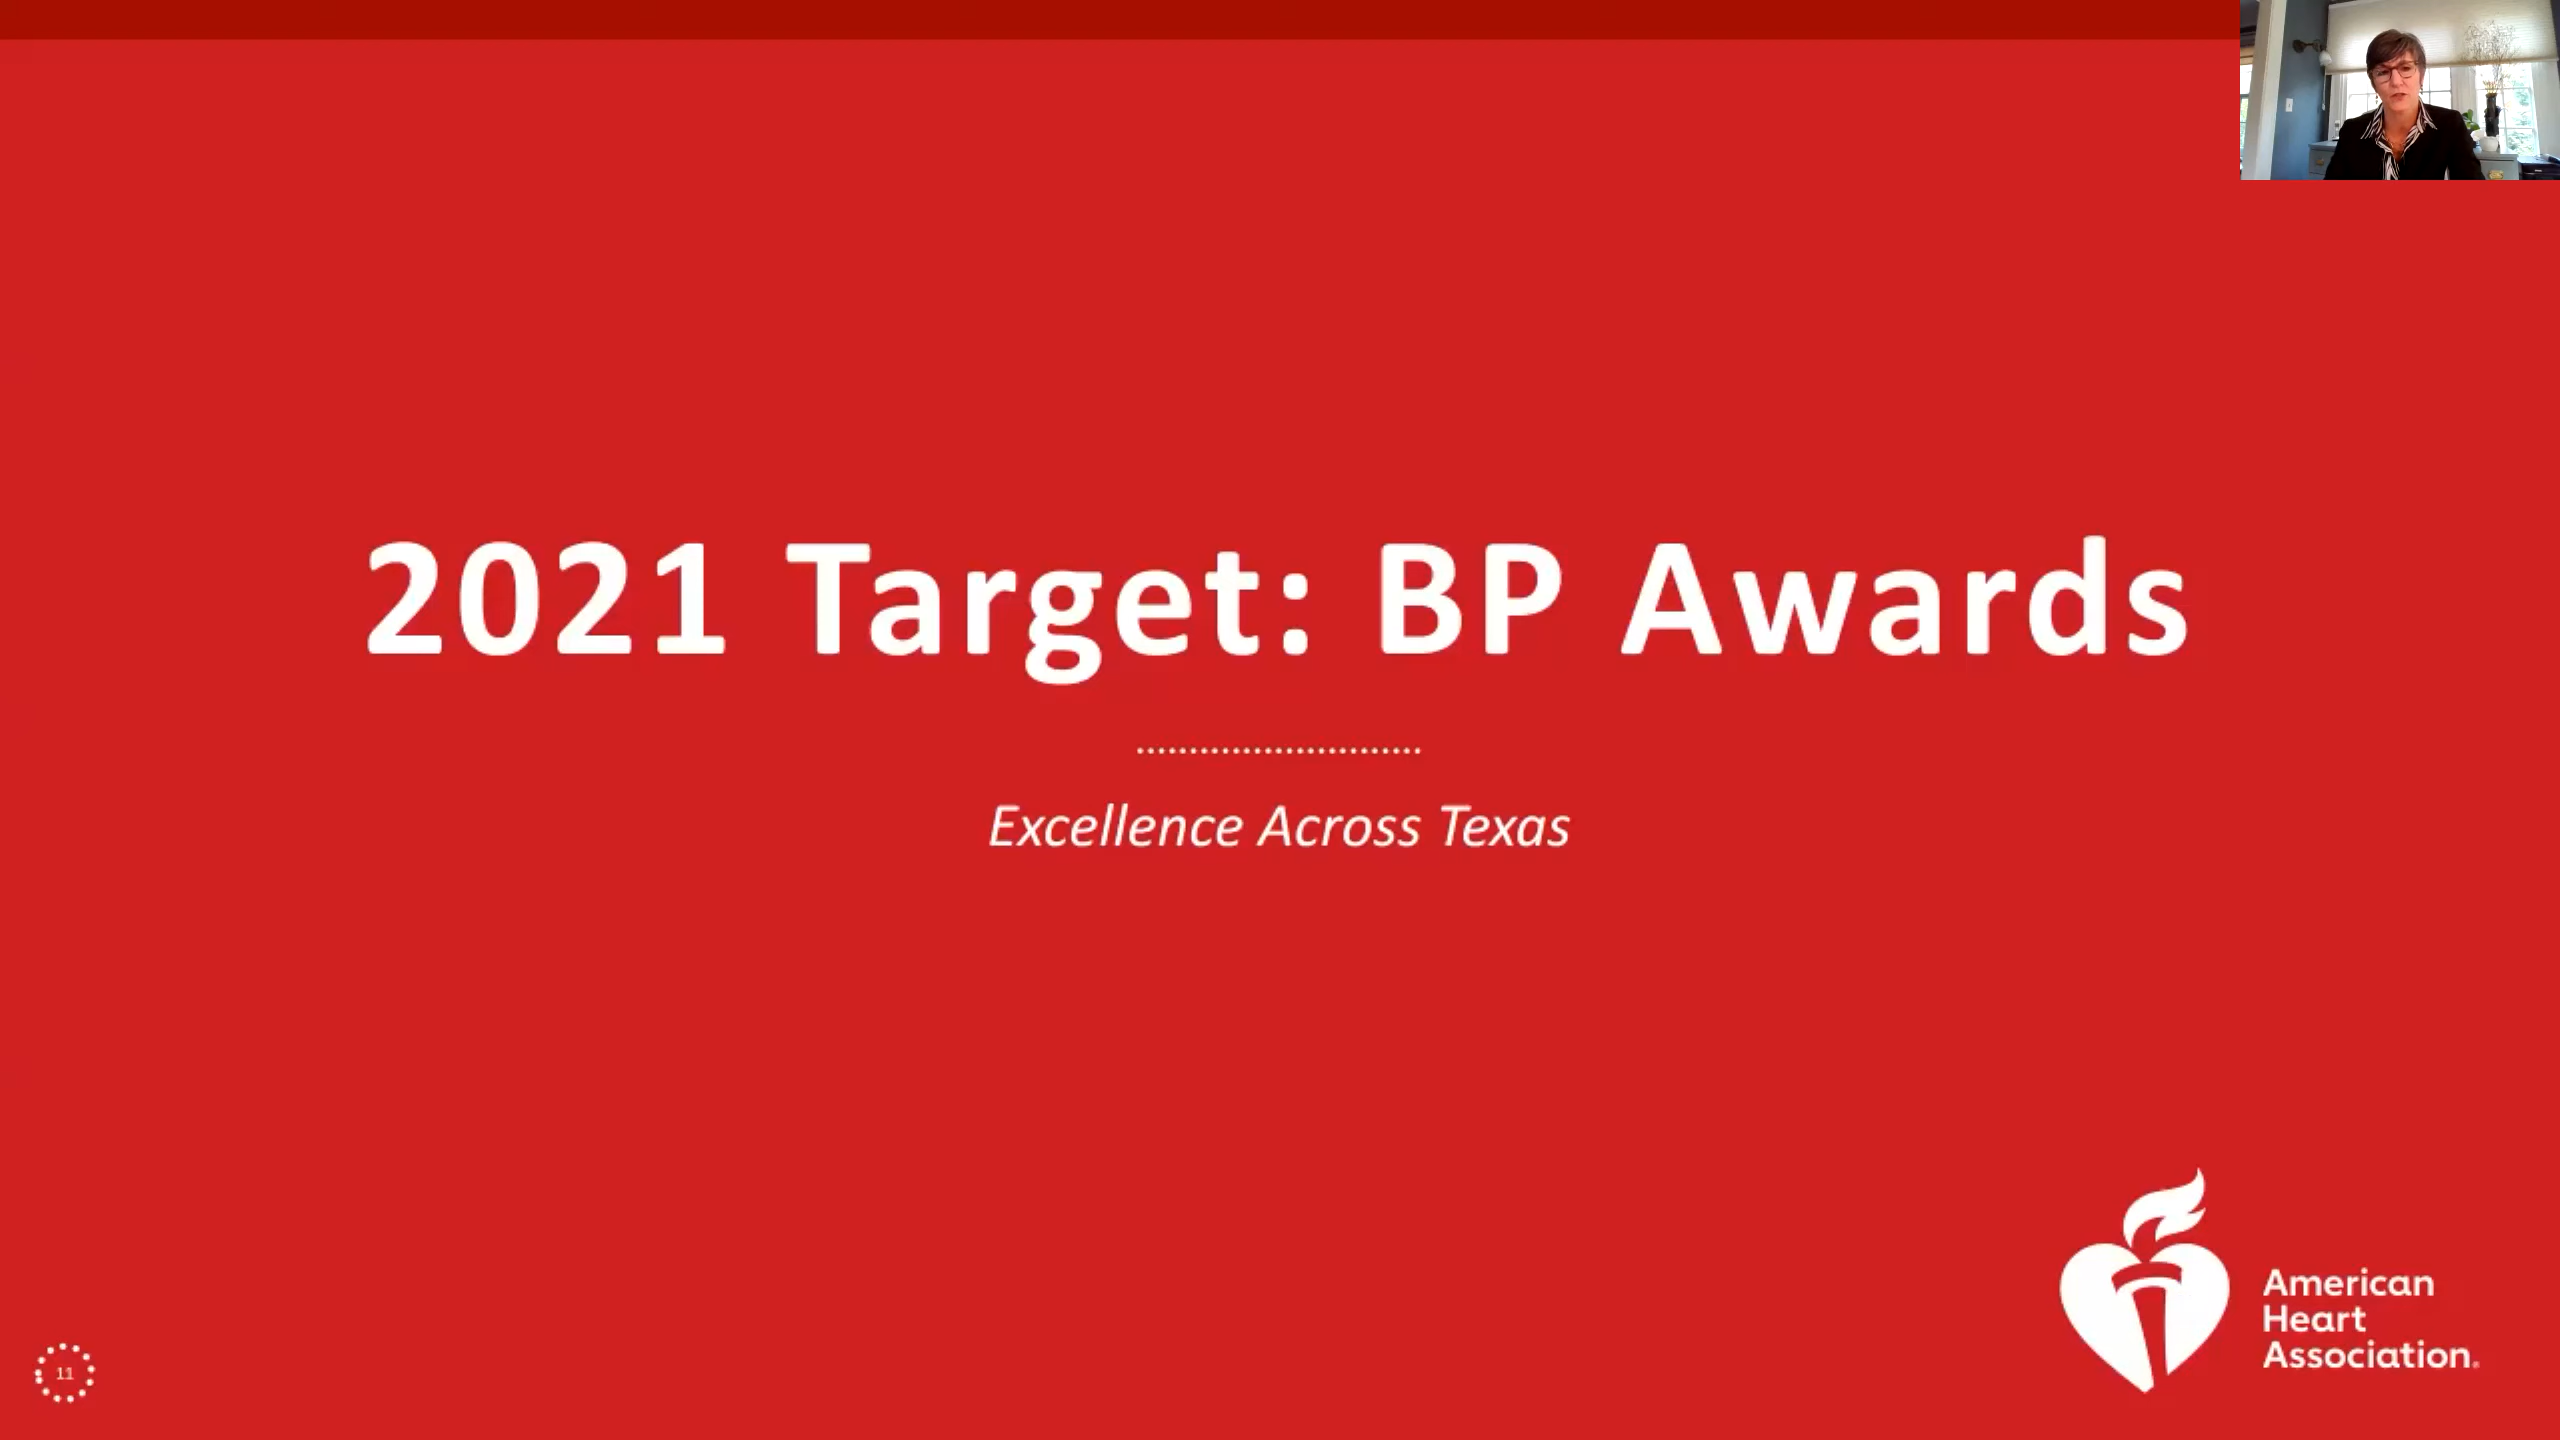 2021 Target: BP Awards
Excellence Across Texas
American
Heart
Association®
11